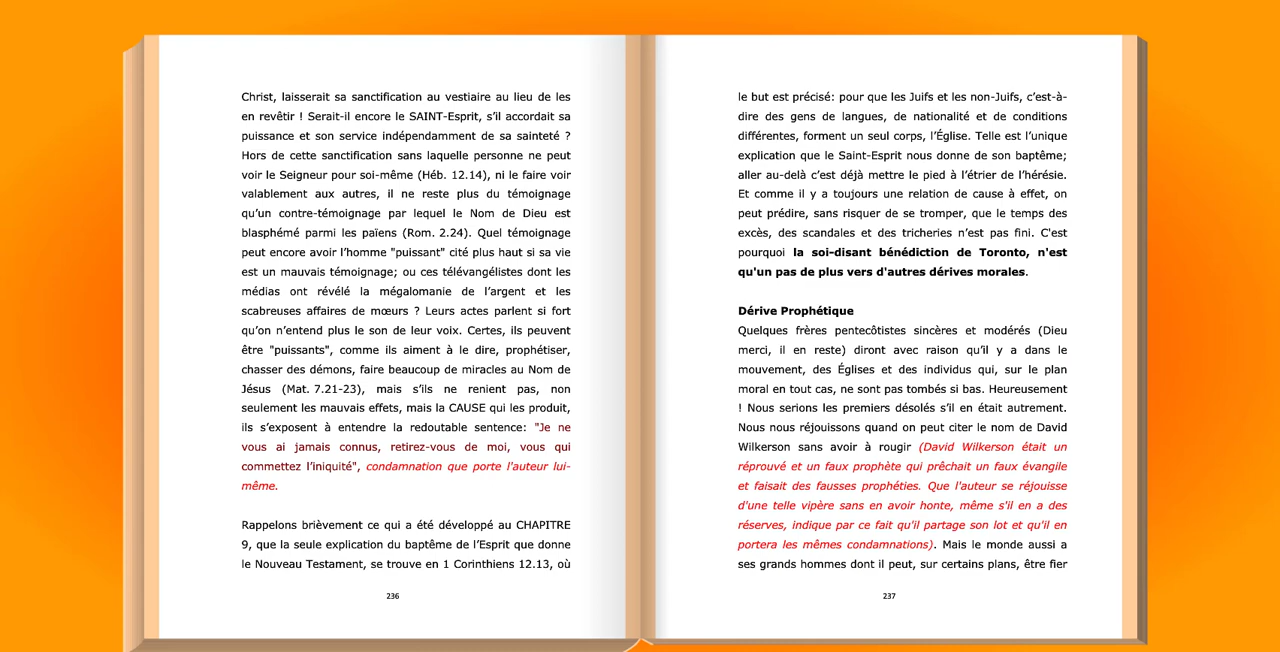 Christ, laisserait sa sanctification au vestiaire au lieu de les
en revêtir ! Serait-il encore le SAINT-Esprit, s’il accordait sa
puissance et son service indépendamment de sa sainteté ?
Hors de cette sanctification sans laquelle personne ne peut
voir le Seigneur pour soi-même (Héb. 12.14), ni le faire voir
valablement aux autres, il ne reste plus du témoignage
qu’un contre-témoignage par lequel le Nom de Dieu est
blasphémé parmi les païens (Rom. 2.24). Quel témoignage
peut encore avoir l’homme "puissant" cité plus haut si sa vie
est un mauvais témoignage; ou ces télévangélistes dont les
médias ont révélé la mégalomanie de l’argent et les
scabreuses affaires de mœurs ? Leurs actes parlent si fort
qu’on n’entend plus le son de leur voix. Certes, ils peuvent
être "puissants", comme ils aiment à le dire, prophétiser,
chasser des démons, faire beaucoup de miracles au Nom de
Jésus (Mat. 7.21-23), mais s’ils ne renient pas, non
seulement les mauvais effets, mais la CAUSE qui les produit,
ils s’exposent à entendre la redoutable sentence: "Je ne
vous ai jamais connus, retirez-vous de moi, vous qui
commettez l’iniquité", condamnation que porte l'auteur lui-
même.
Rappelons brièvement ce qui a été développé au CHAPITRE
9, que la seule explication du baptême de l’Esprit que donne
le Nouveau Testament, se trouve en 1 Corinthiens 12.13, où
236
le but est précisé: pour que les Juifs et les non-Juifs, c’est-à-
dire des gens de langues, de nationalité et de conditions
différentes, forment un seul corps, l’Église. Telle est l’unique
explication que le Saint-Esprit nous donne de son baptême;
aller au-delà c’est déjà mettre le pied à l’étrier de l’hérésie.
Et comme il y a toujours une relation de cause à effet, on
peut prédire, sans risquer de se tromper, que le temps des
excès, des scandales et des tricheries n’est pas fini. C'est
pourquoi la soi-disant bénédiction de Toronto, n'est
qu'un pas de plus vers d'autres dérives morales.
Dérive Prophétique
Quelques frères pentecôtistes sincères et modérés (Dieu
merci, il en reste) diront avec raison qu’il y a dans le
mouvement, des Églises et des individus qui, sur le plan
moral en tout cas, ne sont pas tombés si bas. Heureusement
! Nous serions les premiers désolés s’il en était autrement.
Nous nous réjouissons quand on peut citer le nom de David
Wilkerson sans avoir à rougir (David Wilkerson était un
réprouvé et un faux prophète qui prêchait un faux évangile
et faisait des fausses prophéties. Que l'auteur se réjouisse
d'une telle vipère sans en avoir honte, même s'il en a des
réserves, indique par ce fait qu'il partage son lot et qu'il en
portera les mêmes condamnations). Mais le monde aussi a
ses grands hommes dont il peut, sur certains plans, être fier
237